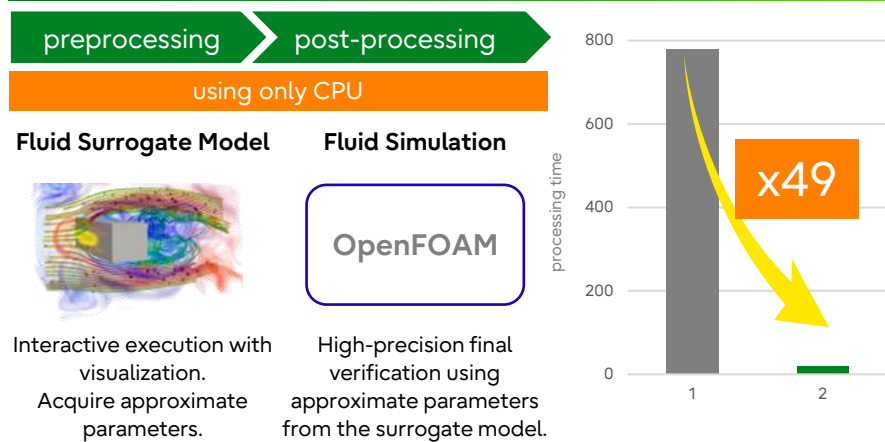 preprocessing
post-processing
using only CPU
Fluid Surrogate Model
Fluid Simulation
OpenFOAM
Interactive execution with
visualization.
Acquire approximate
parameters.
High-precision final
verification using
approximate parameters
from the surrogate model.
processing time
800
600
400
200
0
x49
1
2